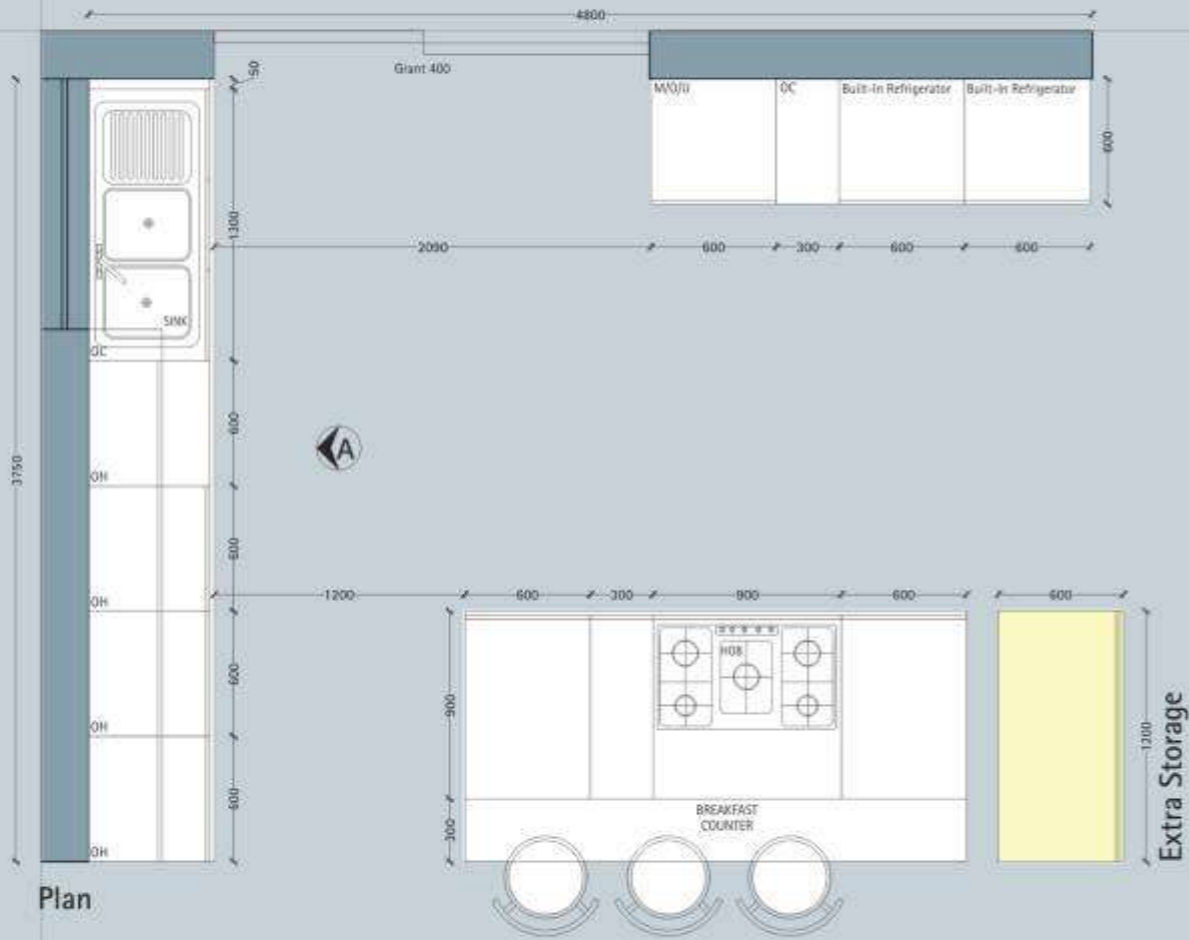 4800
50
Grant 400
M/O/U
OC
Built-In Refrigerator
Built-In Refrigerator
600
1300
2090
600
300
600
600
SINK
OC
600
A
3750
OH
600
OH
1200
600
300
900
600
600
HOB
600
900
1200
Extra Storage
OH
600
BREAKFAST
COUNTER
300
OH
Plan